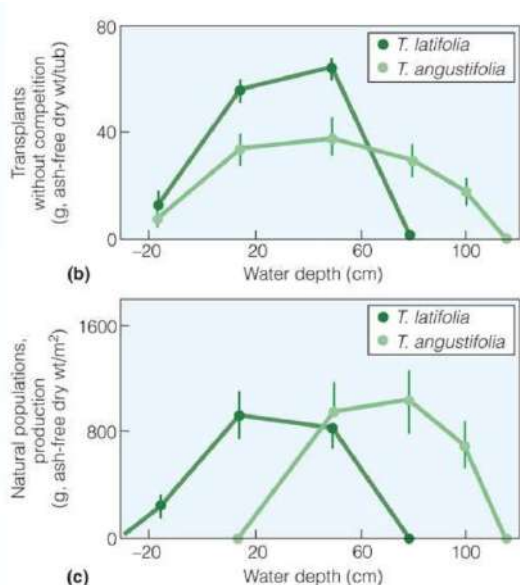 80
40
0
Transplants
without competition
(g, ash-free dry wt/tub)
T. latifolia
T. angustifolia
−20
20
60
100
(b)
Water depth (cm)
1600
800
0
Natural populations,
production
(g, ash-free dry wt/m²)
T. latifolia
T. angustifolia
−20
20
60
100
(c)
Water depth (cm)